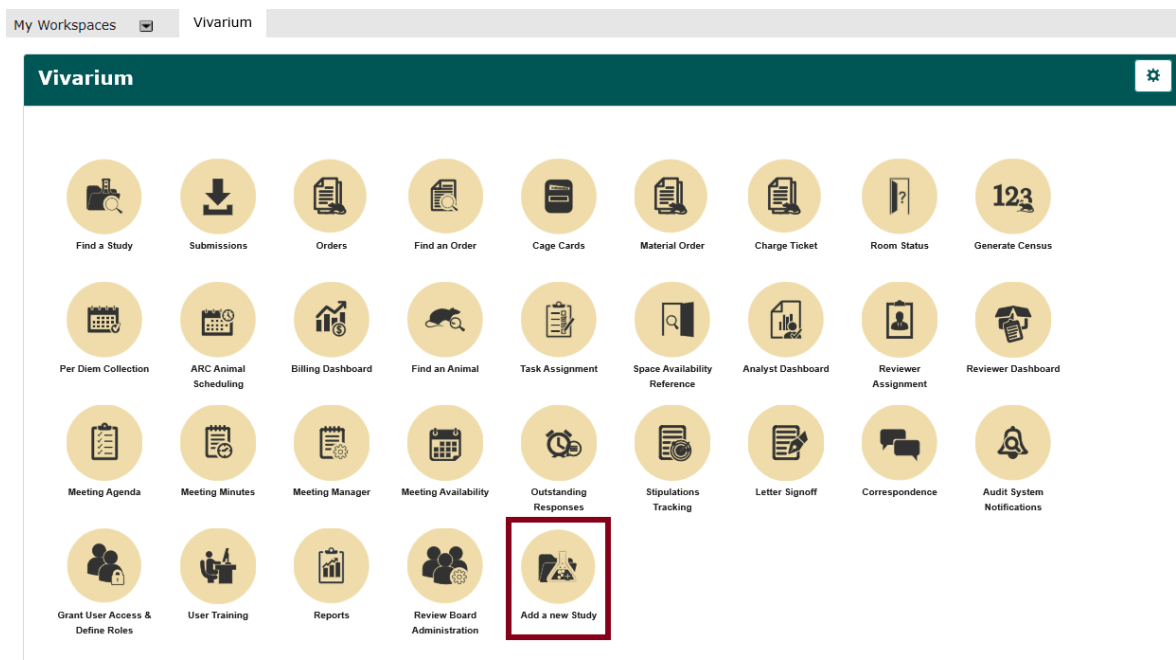 My Workspaces
Vivarium
Vivarium
Find a Study
Submissions
Orders
Find an Order
Cage Cards
Material Order
Charge Ticket
?
Room Status
123
Generate Census
Per Diem Collection
ARC Animal
Scheduling
$
Billing Dashboard
Find an Animal
Task Assignment
Space Availability
Reference
Analyst Dashboard
Reviewer
Assignment
Reviewer Dashboard
Meeting Agenda
Meeting Minutes
Meeting Manager
Meeting Availability
Outstanding
Responses
Stipulations
Tracking
Letter Signoff
Correspondence
Audit System
Notifications
Grant User Access &
Define Roles
User Training
Reports
Review Board
Administration
Add a new Study